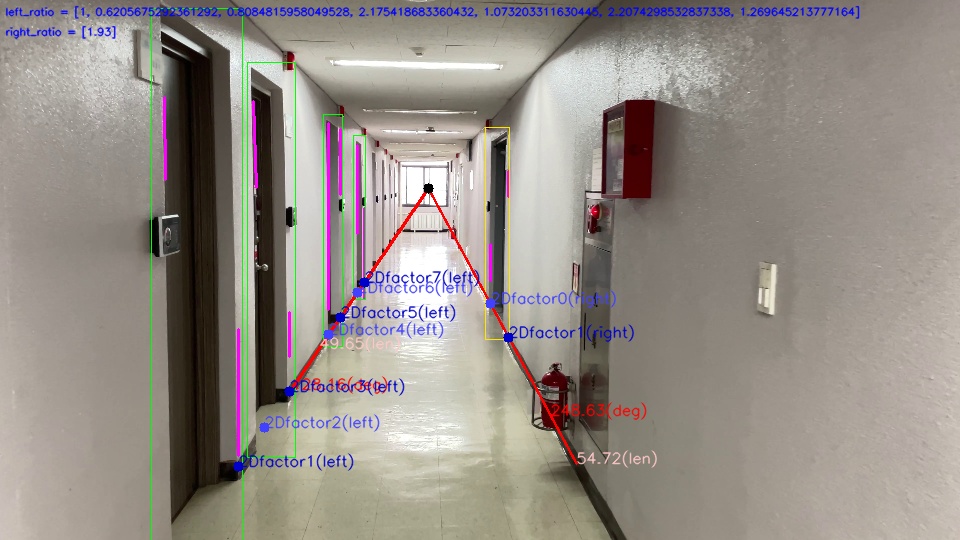 left_ratio = [1, 0.6205675292361292, 0.8084815958049528, 2.175418683360432, 1.073203311630445, 2.2074298532837338, 1.269645213777164]
right_ratio = [1.93]
2Dfactor7(left)
2Dfactor6(left)
2Dfactor0(right)
2Dfactor5(left)
2Dfactor4(left)
2Dfactor1(right)
49.65(len)
2Dfactor3(left)
248.63(deg)
2Dfactor2(left)
2Dfactor1(left)
54.72(len)